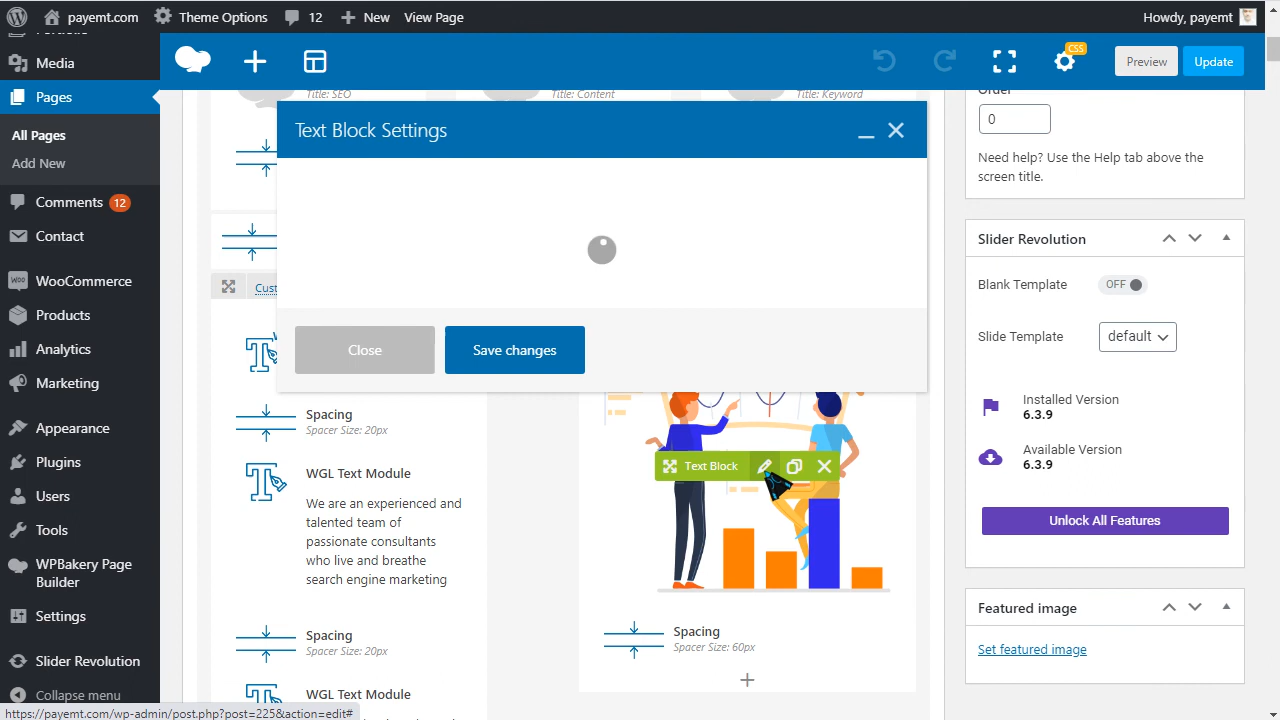 payemt.com
Theme Options
12
New
View Page
Howdy, payemt
Portfolio
Media
Pages
All Pages
Add New
Comments 12
Contact
WooCommerce
Products
Analytics
Marketing
Appearance
Plugins
Users
Tools
WPBakery Page
Builder
Settings
Slider Revolution
Collapse menu
CSS
Preview
Update
Title: SEO
Title: Content
Title: Keyword
Text Block Settings
Close
Save changes
Cust
Spacing
Spacer Size: 20px
WGL Text Module
We are an experienced and
talented team of
passionate consultants
who live and breathe
search engine marketing
Spacing
Spacer Size: 20px
WGL Text Module
Text Block
Spacing
Spacer Size: 60px
Order
0
Need help? Use the Help tab above the
screen title.
Slider Revolution
Blank Template
OFF
Slide Template
default
Installed Version
6.3.9
Available Version
6.3.9
Unlock All Features
Featured image
Set featured image
https://payemt.com/wp-admin/post.php?post=225&action=edit#